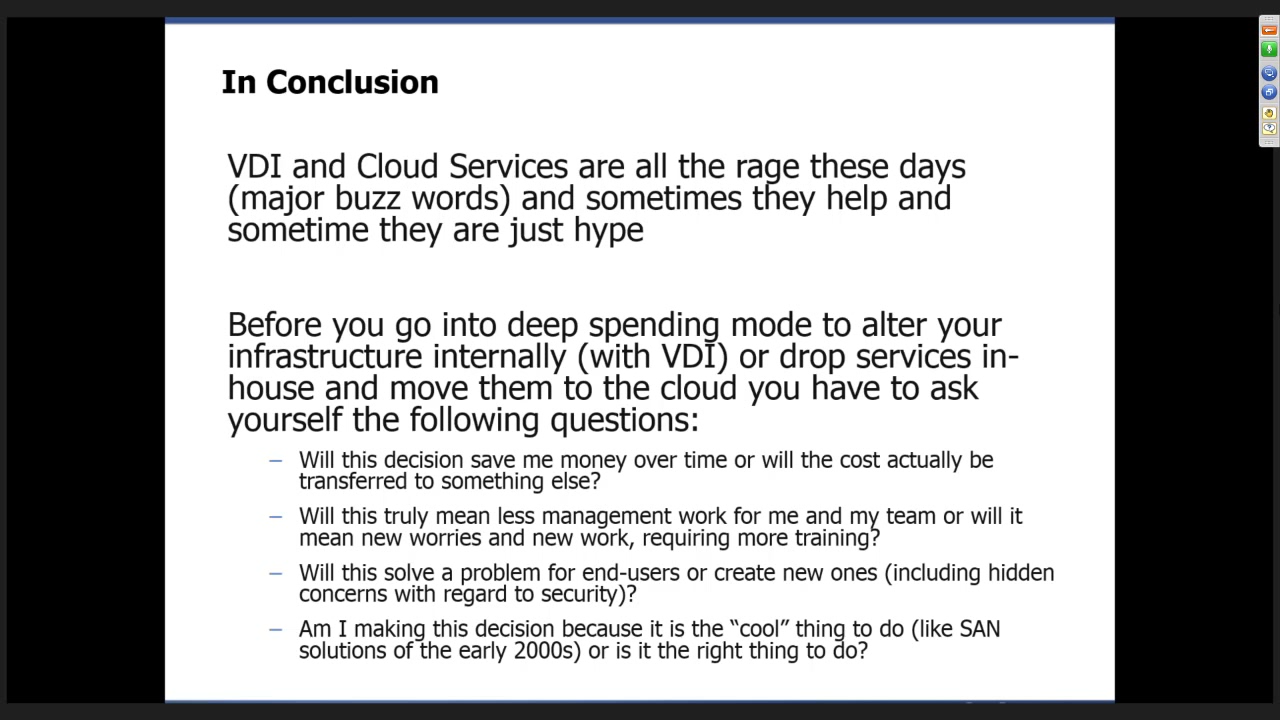 In Conclusion
VDI and Cloud Services are all the rage these days
(major buzz words) and sometimes they help and
sometime they are just hype
Before you go into deep spending mode to alter your
infrastructure internally (with VDI) or drop services in-
house and move them to the cloud you have to ask
yourself the following questions:
– Will this decision save me money over time or will the cost actually be
transferred to something else?
– Will this truly mean less management work for me and my team or will it
mean new worries and new work, requiring more training?
– Will this solve a problem for end-users or create new ones (including hidden
concerns with regard to security)?
– Am I making this decision because it is the “cool” thing to do (like SAN
solutions of the early 2000s) or is it the right thing to do?